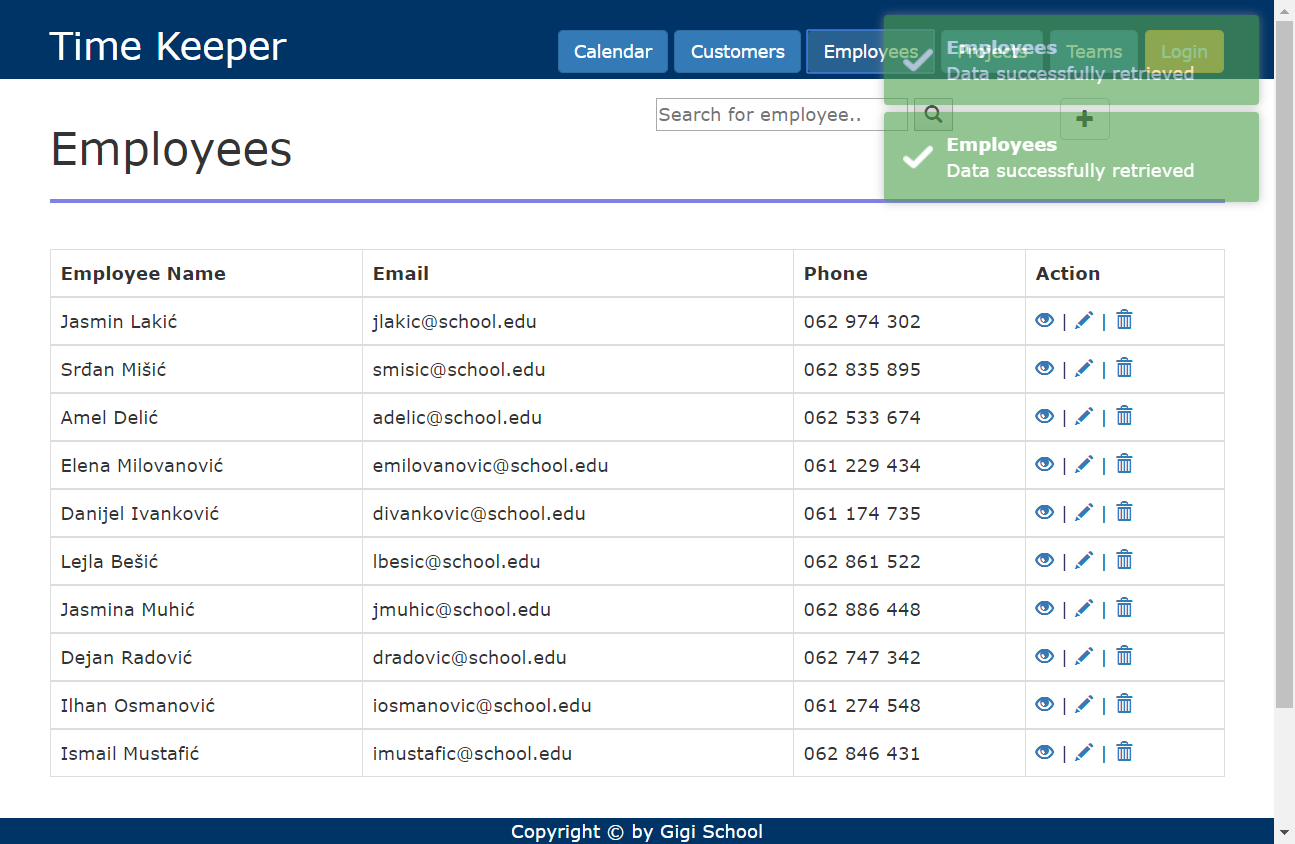 Time Keeper
Calendar Customers Employees Projects Teams Login
Employees
Data successfully retrieved
Search for employee..
Employees
Employees
Data successfully retrieved
Employee Name Email Phone Action
Jasmin Lakić jlakic@school.edu 062 974 302 | |
Srđan Mišić smisic@school.edu 062 835 895 | |
Amel Delić adelic@school.edu 062 533 674 | |
Elena Milovanović emilovanovic@school.edu 061 229 434 | |
Danijel Ivanković divankovic@school.edu 061 174 735 | |
Lejla Bešić lbesic@school.edu 062 861 522 | |
Jasmina Muhić jmuhic@school.edu 062 886 448 | |
Dejan Radović dradovic@school.edu 062 747 342 | |
Ilhan Osmanović iosmanovic@school.edu 061 274 548 | |
Ismail Mustafić imustafic@school.edu 062 846 431 | |
Copyright © by Gigi School